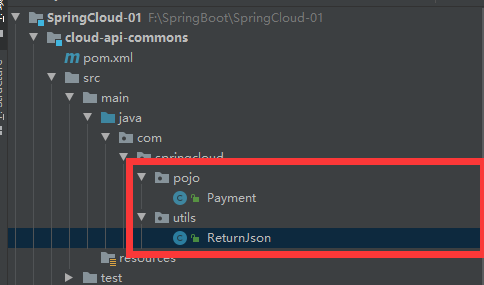 SpringCloud-01 F:\SpringBoot\SpringCloud-01
cloud-api-commons
pom.xml
src
main
java
com
springcloud
pojo
Payment
utils
ReturnJson
resources
test